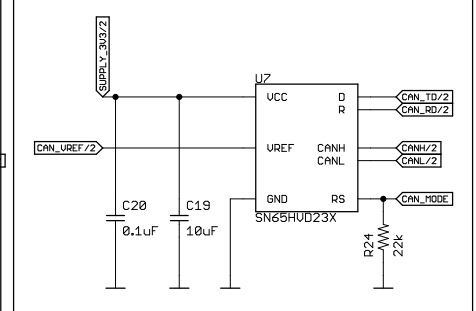 SUPPLY_3V3/2
U7
VCC
D
CAN_TD/2
R
CAN_RD/2
CAN_VREF/2
VREF
CANH
CANH/2
CANL
CANL/2
GND
RS
CAN_MODE
SN65HVD23X
C20
0.1uF
C19
10uF
R24
22k